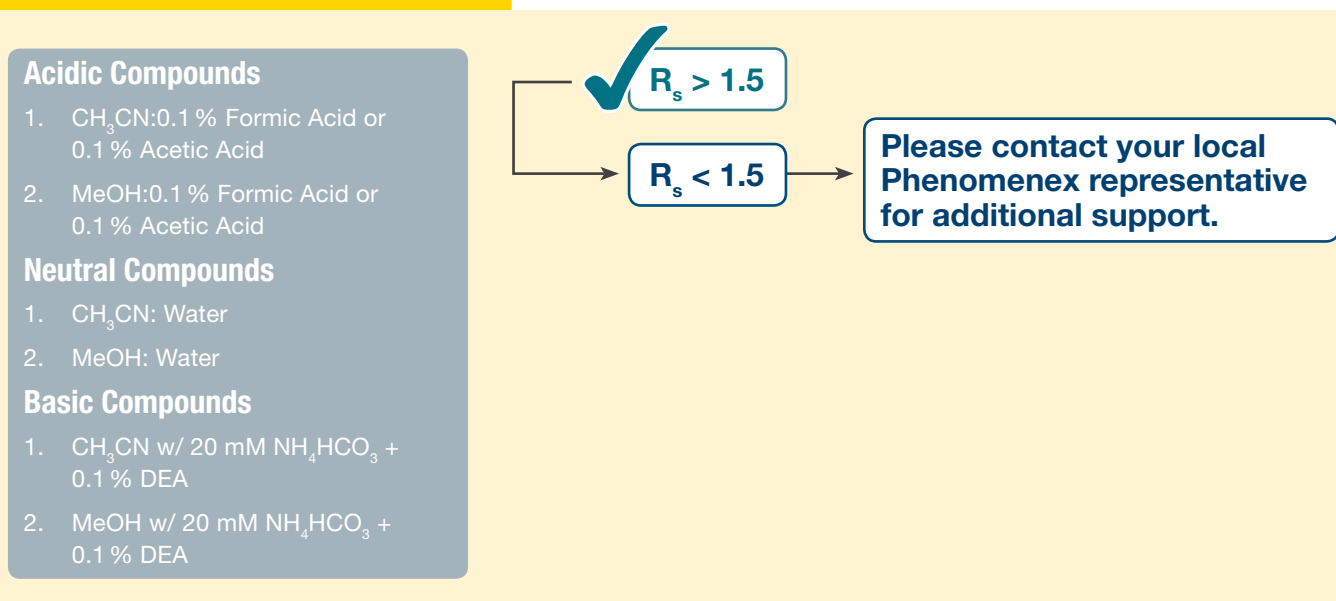 Acidic Compounds
1. CH₃CN:0.1 % Formic Acid or
0.1 % Acetic Acid
2. MeOH:0.1 % Formic Acid or
0.1 % Acetic Acid
Neutral Compounds
1. CH₃CN: Water
2. MeOH: Water
Basic Compounds
1. CH₃CN w/ 20 mM NH₄HCO₃ +
0.1 % DEA
2. MeOH w/ 20 mM NH₄HCO₃ +
0.1 % DEA
Rₛ > 1.5
Rₛ < 1.5
Please contact your local
Phenomenex representative
for additional support.